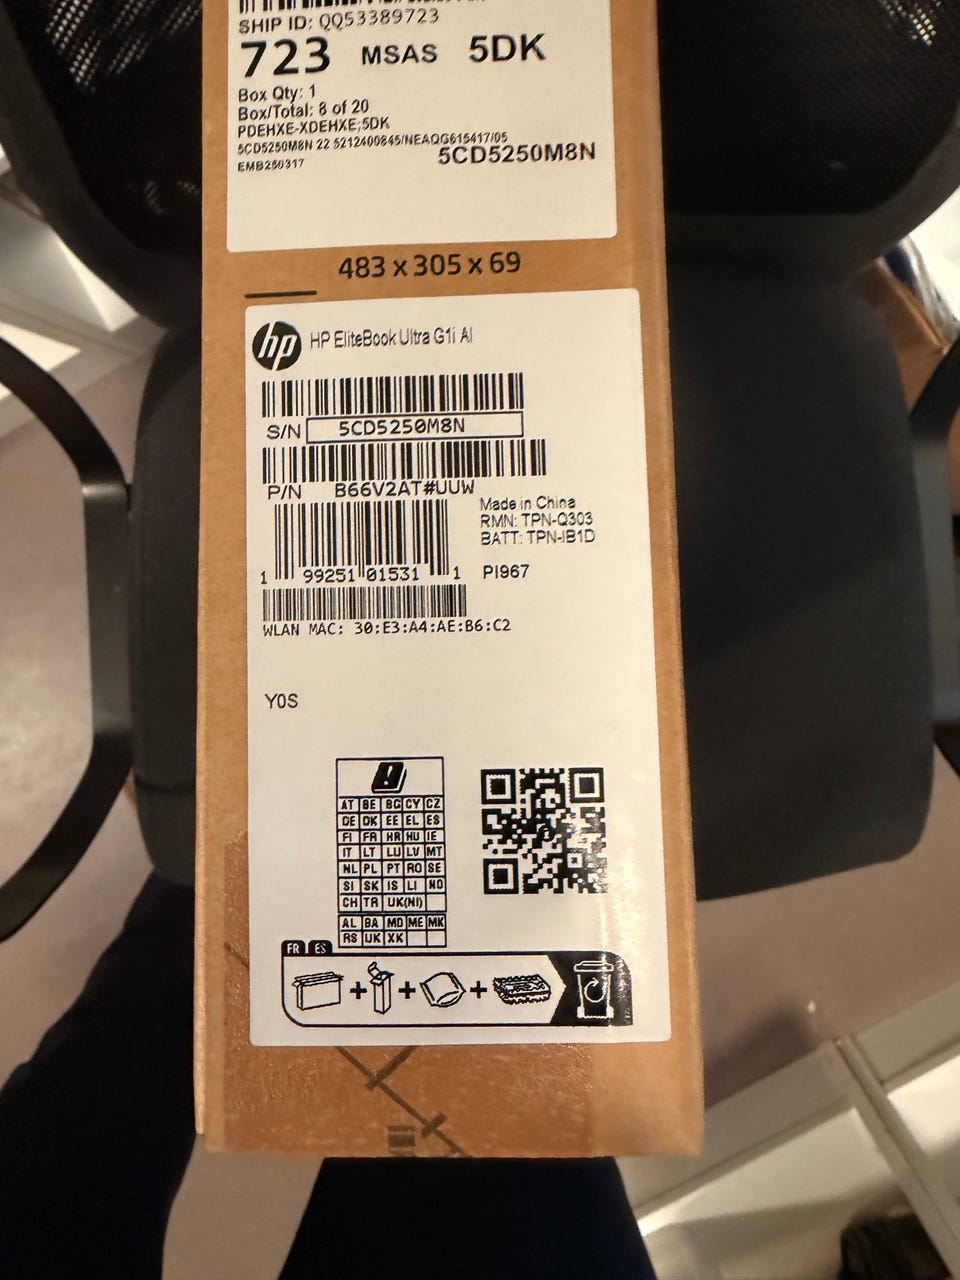 SHIP ID: QQ53389723
723 MSAS 5DK
Box Qty: 1
Box/Total: 8 of 20
PDEHXE-XDEHXE;5DK
5CD5250M8N 22 5212400845/NEAQG615417/05
EMB250317 5CD5250M8N
483 x 305 x 69
hp HP EliteBook Ultra G1i AI
S/N 5CD5250M8N
P/N B66V2AT#UUW
Made in China
RMN: TPN-Q303
BATT: TPN-IB1D
1 99251 01531 1 PI967
WLAN MAC: 30:E3:A4:AE:B6:C2
Y0S
AT BE BG CY CZ
DE DK EE EL ES
FI FR HR HU IE
IT LT LU LV MT
NL PL PT RO SE
SI SK IS LI NO
CH TR UK(NI)
AL BA MD ME MK
RS UK XK
FR ES